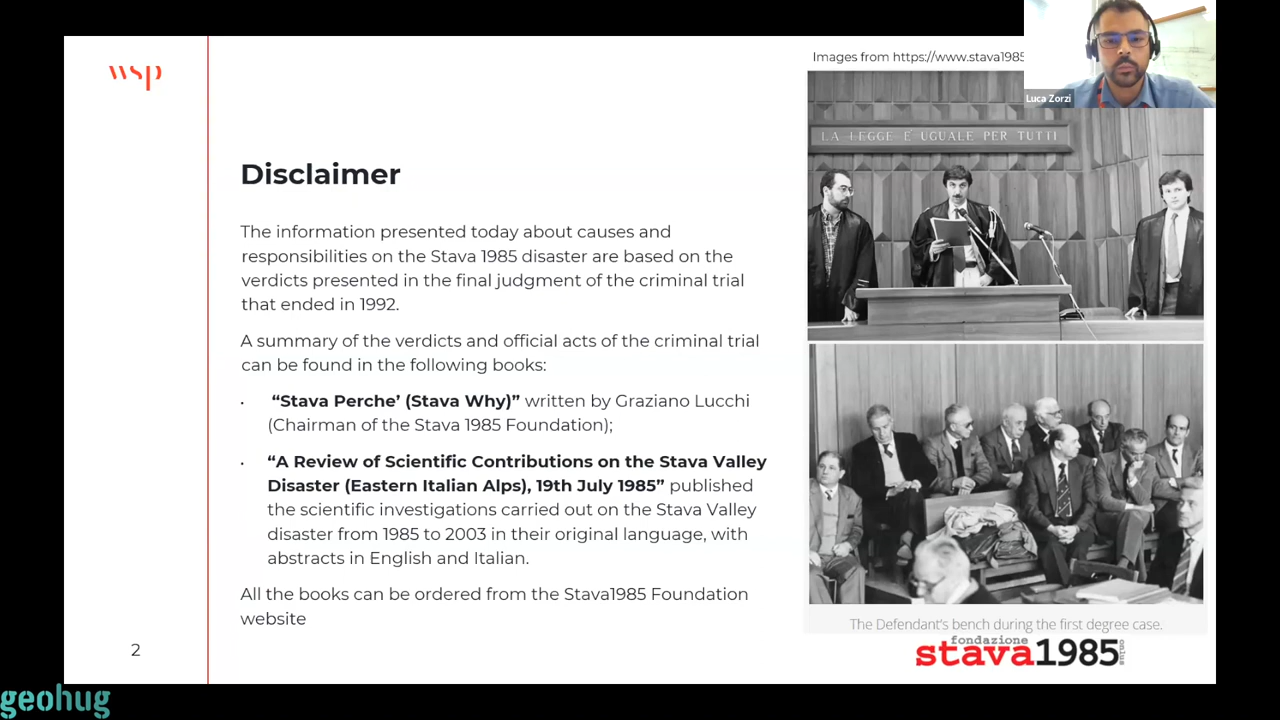 wsp
Images from https://www.stava1985
Luca Zorzi
LA LEGGE E' UGUALE PER TUTTI
Disclaimer
The information presented today about causes and
responsibilities on the Stava 1985 disaster are based on the
verdicts presented in the final judgment of the criminal trial
that ended in 1992.
A summary of the verdicts and official acts of the criminal trial
can be found in the following books:
• “Stava Perche’ (Stava Why)” written by Graziano Lucchi
(Chairman of the Stava 1985 Foundation);
• “A Review of Scientific Contributions on the Stava Valley
Disaster (Eastern Italian Alps), 19th July 1985” published
the scientific investigations carried out on the Stava Valley
disaster from 1985 to 2003 in their original language, with
abstracts in English and Italian.
All the books can be ordered from the Stava1985 Foundation
website
The Defendant's bench during the first degree case.
fondazione
stava1985
onlus
2
geohug